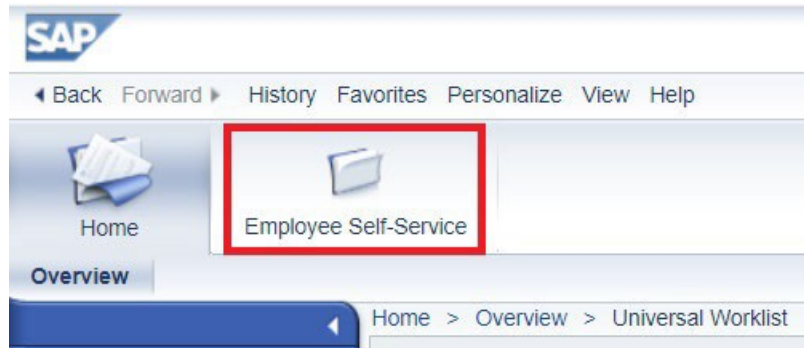 SAP
Back Forward History Favorites Personalize View Help
Home Employee Self-Service
Overview
Home > Overview > Universal Worklist